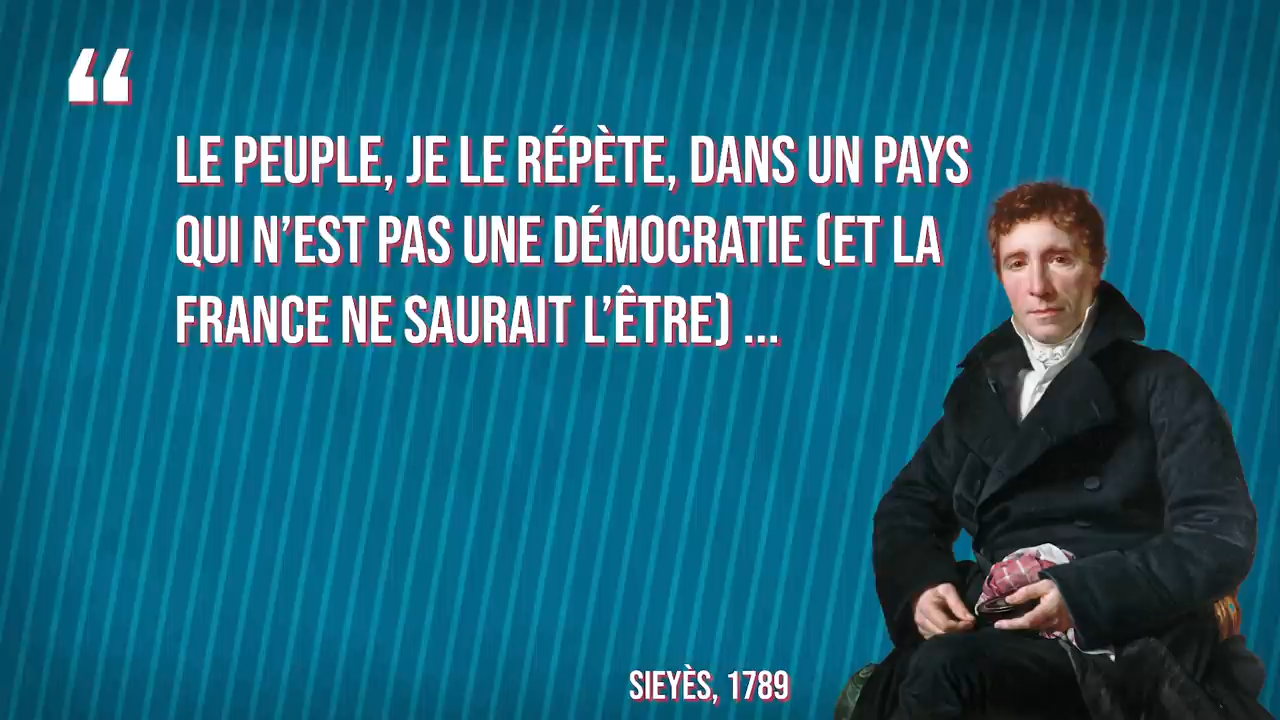 “
LE PEUPLE, JE LE RÉPÈTE, DANS UN PAYS
QUI N’EST PAS UNE DÉMOCRATIE (ET LA
FRANCE NE SAURAIT L’ÊTRE) ...
SIEYÈS, 1789